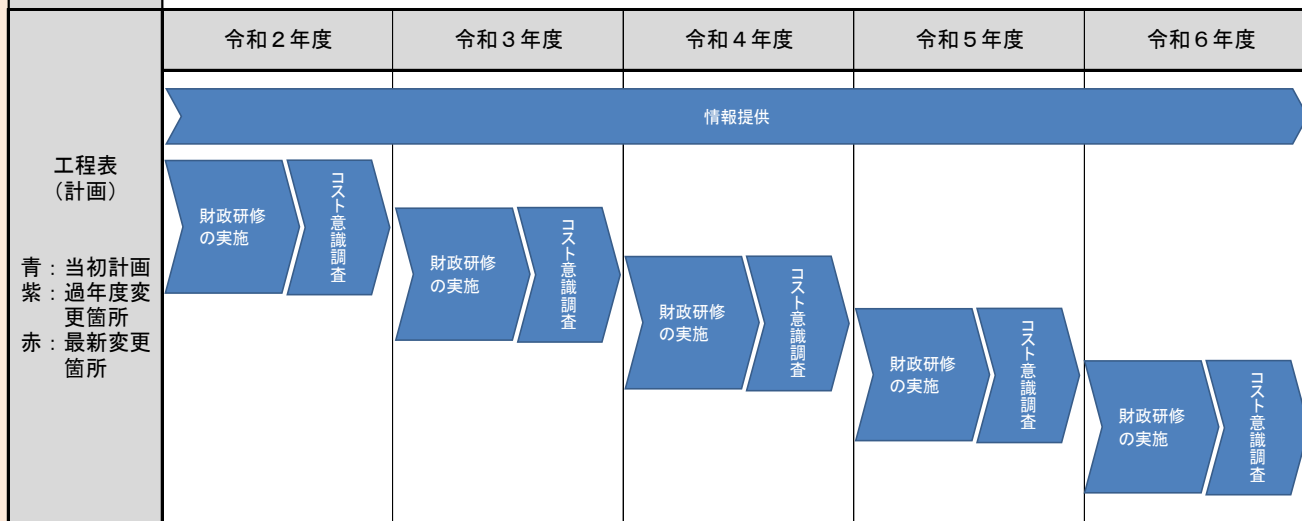 令和２年度
令和３年度
令和４年度
令和５年度
令和６年度
工程表
（計画）
青：当初計画
紫：過年度変
更箇所
赤：最新変更
箇所
情報提供
財政研修
の実施
コスト意識調査
財政研修
の実施
コスト意識調査
財政研修
の実施
コスト意識調査
財政研修
の実施
コスト意識調査
財政研修
の実施
コスト意識調査